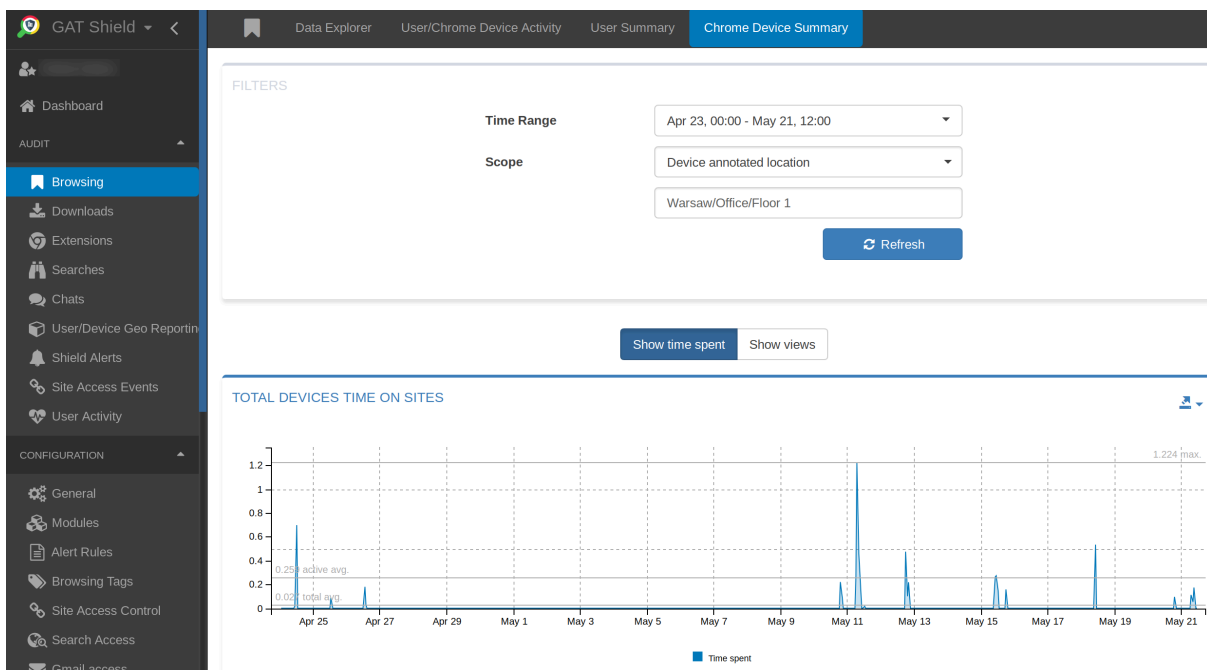 GAT Shield
Data Explorer User/Chrome Device Activity User Summary Chrome Device Summary
Dashboard
AUDIT
Browsing
Downloads
Extensions
Searches
Chats
User/Device Geo Reportin
Shield Alerts
Site Access Events
User Activity
CONFIGURATION
General
Modules
Alert Rules
Browsing Tags
Site Access Control
Search Access
Gmail access
FILTERS
Time Range Apr 23, 00:00 - May 21, 12:00
Scope Device annotated location
Warsaw/Office/Floor 1
Refresh
Show time spent Show views
TOTAL DEVICES TIME ON SITES
1.224 max.
1.2
1
0.8
0.6
0.4
0.259 active avg.
0.2
total avg.
0
Apr 25 Apr 27 Apr 29 May 1 May 3 May 5 May 7 May 9 May 11 May 13 May 15 May 17 May 19 May 21
Time spent